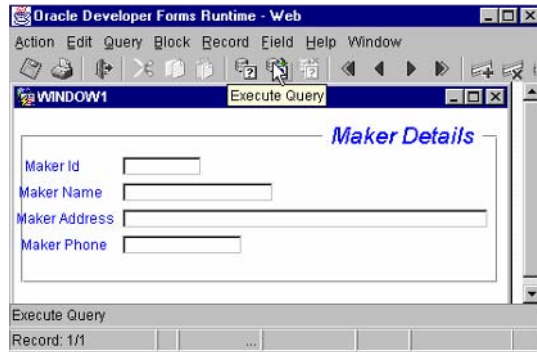 Oracle Developer Forms Runtime - Web
Action Edit Query Block Record Field Help Window
WINDOW1
Execute Query
Maker Details
Maker Id
Maker Name
Maker Address
Maker Phone
Execute Query
Record: 1/1
...